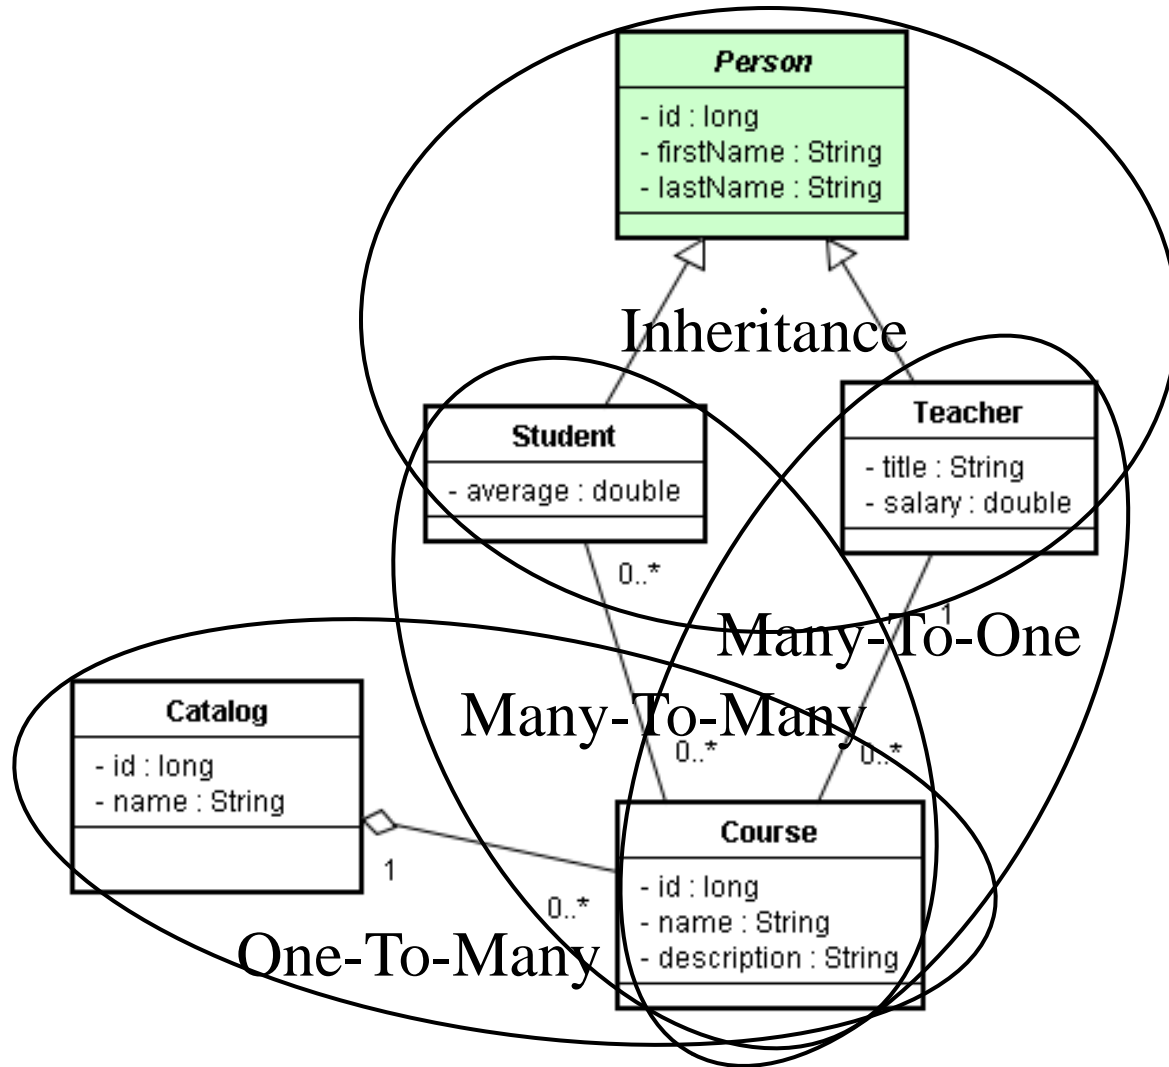 Person
- id : long
- firstName : String
- lastName : String
Inheritance
Student
- average : double
Teacher
- title : String
- salary : double
0..*
1
Many-To-One
Many-To-Many
0..*
0..*
Catalog
- id : long
- name : String
1
0..*
One-To-Many
Course
- id : long
- name : String
- description : String